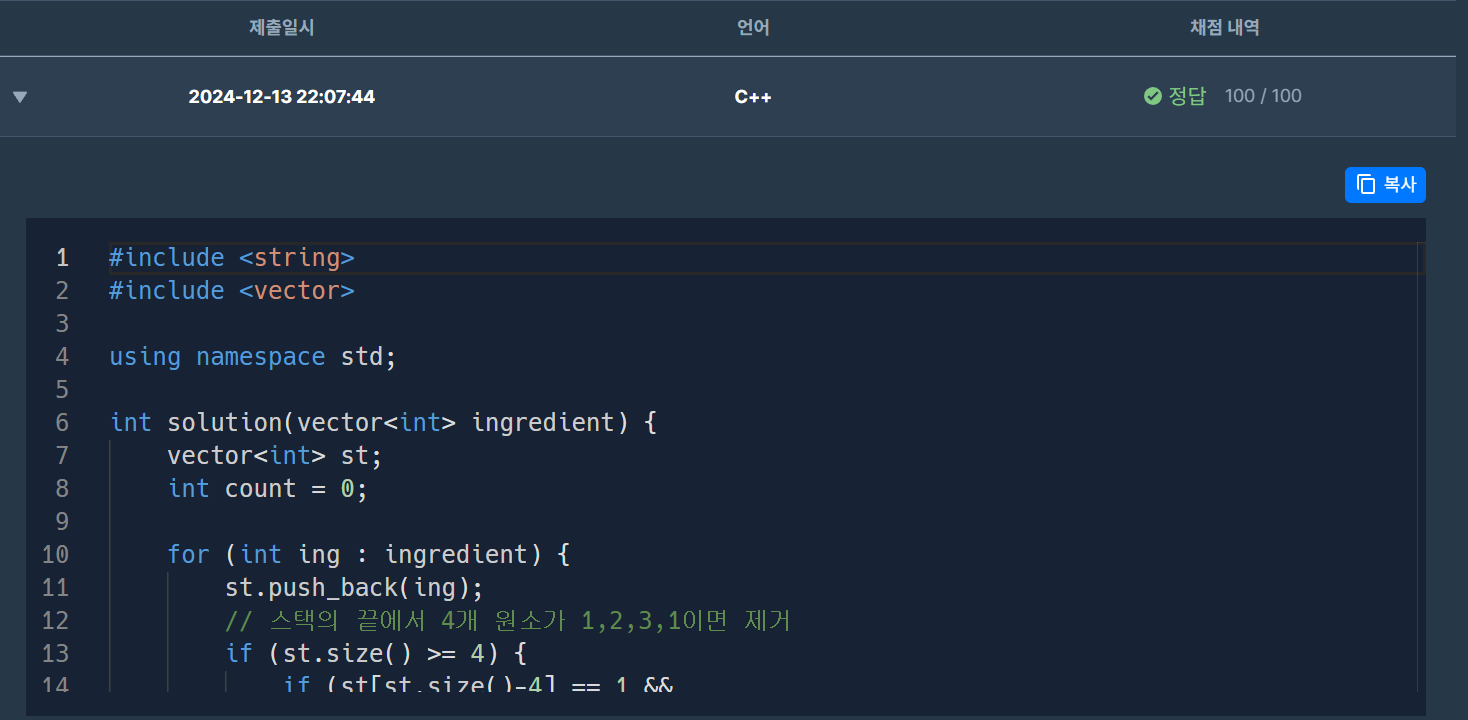 제출일시 언어 채점 내역
2024-12-13 22:07:44 C++ 정답 100 / 100
복사
1 #include <string>
2 #include <vector>
3
4 using namespace std;
5
6 int solution(vector<int> ingredient) {
7 vector<int> st;
8 int count = 0;
9
10 for (int ing : ingredient) {
11 st.push_back(ing);
12 // 스택의 끝에서 4개 원소가 1,2,3,1이면 제거
13 if (st.size() >= 4) {
14 if (st[st.size()-4] == 1 &&